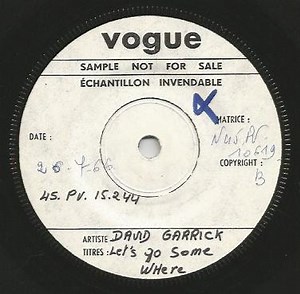 vogue
SAMPLE NOT FOR SALE
ÉCHANTILLON INVENDABLE
MATRICE :
DATE :
10619
COPYRIGHT :
B
26.7-66
45. PV. 15.244
ARTISTE DAVID GARRICK
TITRES : Let's go Some
Where